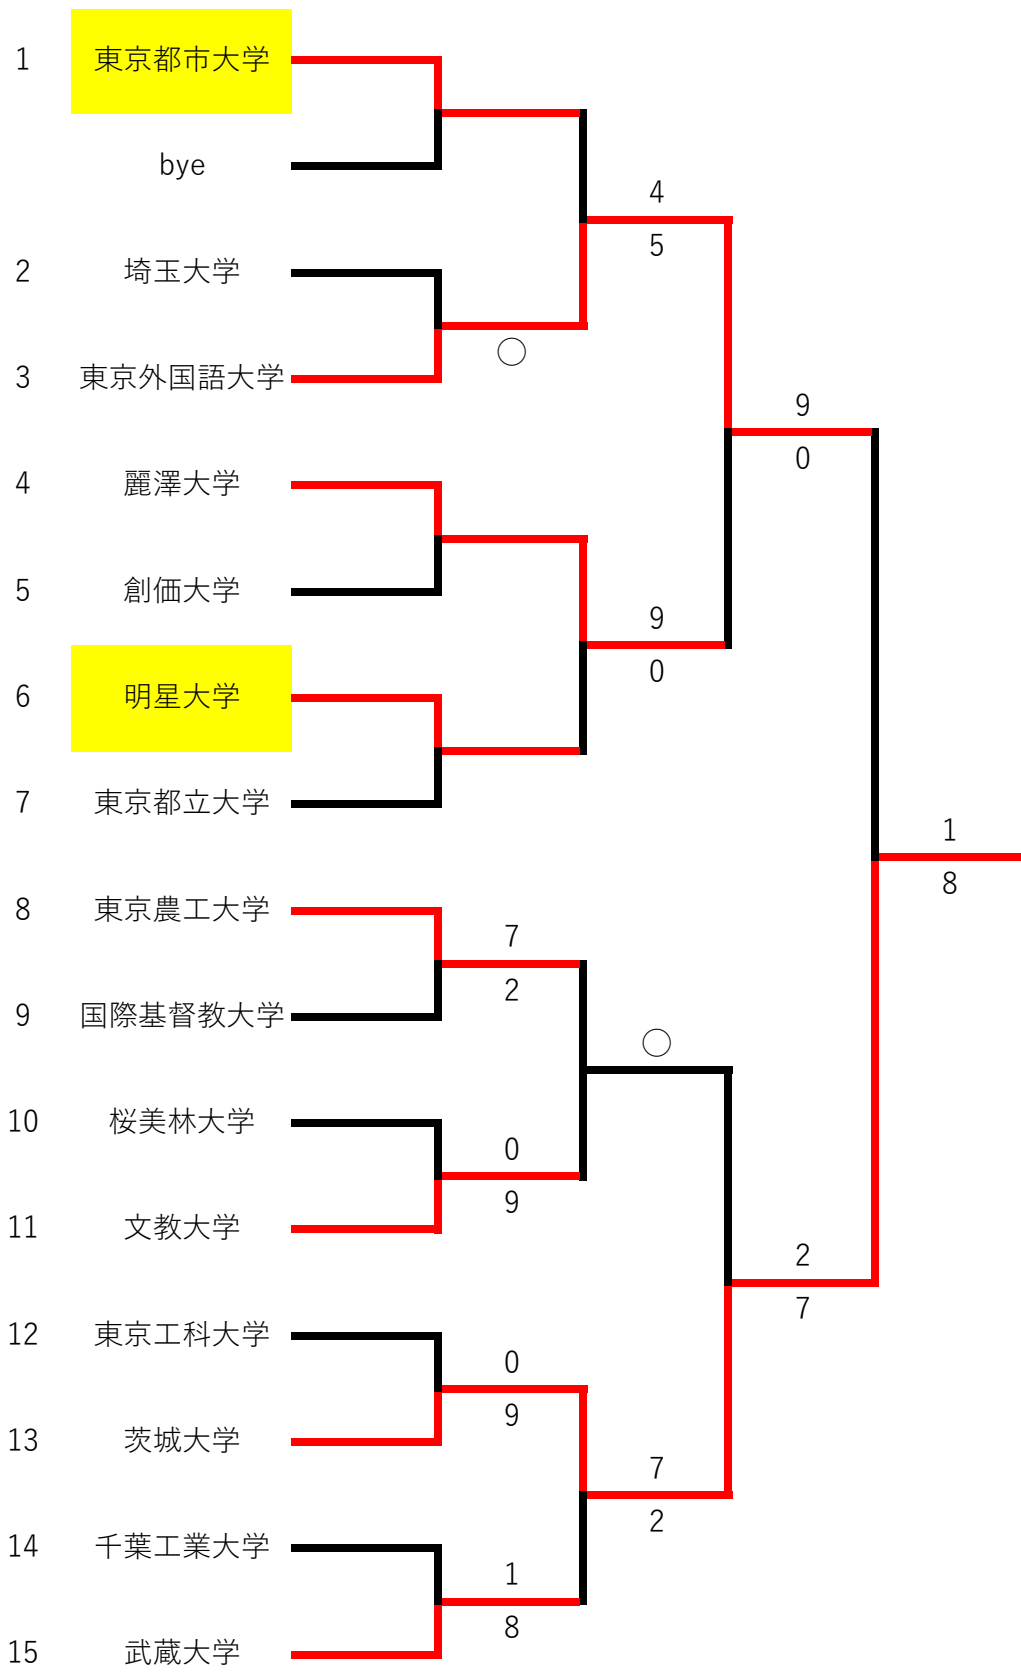 1 東京都市大学
bye
4
5
2 埼玉大学
○
3 東京外国語大学
9
0
4 麗澤大学
5 創価大学
9
0
6 明星大学
7 東京都立大学
1
8
8 東京農工大学
7
2
9 国際基督教大学
○
10 桜美林大学
0
9
11 文教大学
2
7
12 東京工科大学
0
9
13 茨城大学
7
2
14 千葉工業大学
1
8
15 武蔵大学